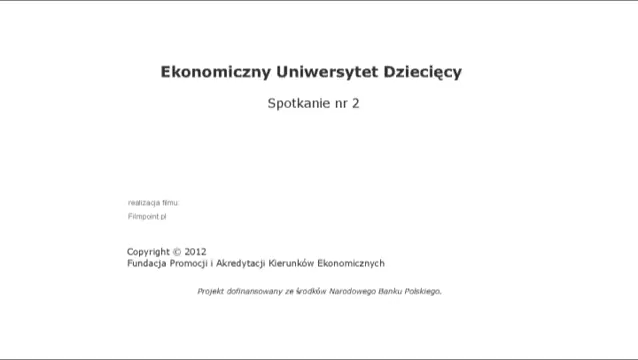 Ekonomiczny Uniwersytet Dziecięcy
Spotkanie nr 2
realizacja filmu:
Filmpoint.pl
Copyright © 2012
Fundacja Promocji i Akredytacji Kierunków Ekonomicznych
Projekt dofinansowany ze środków Narodowego Banku Polskiego.